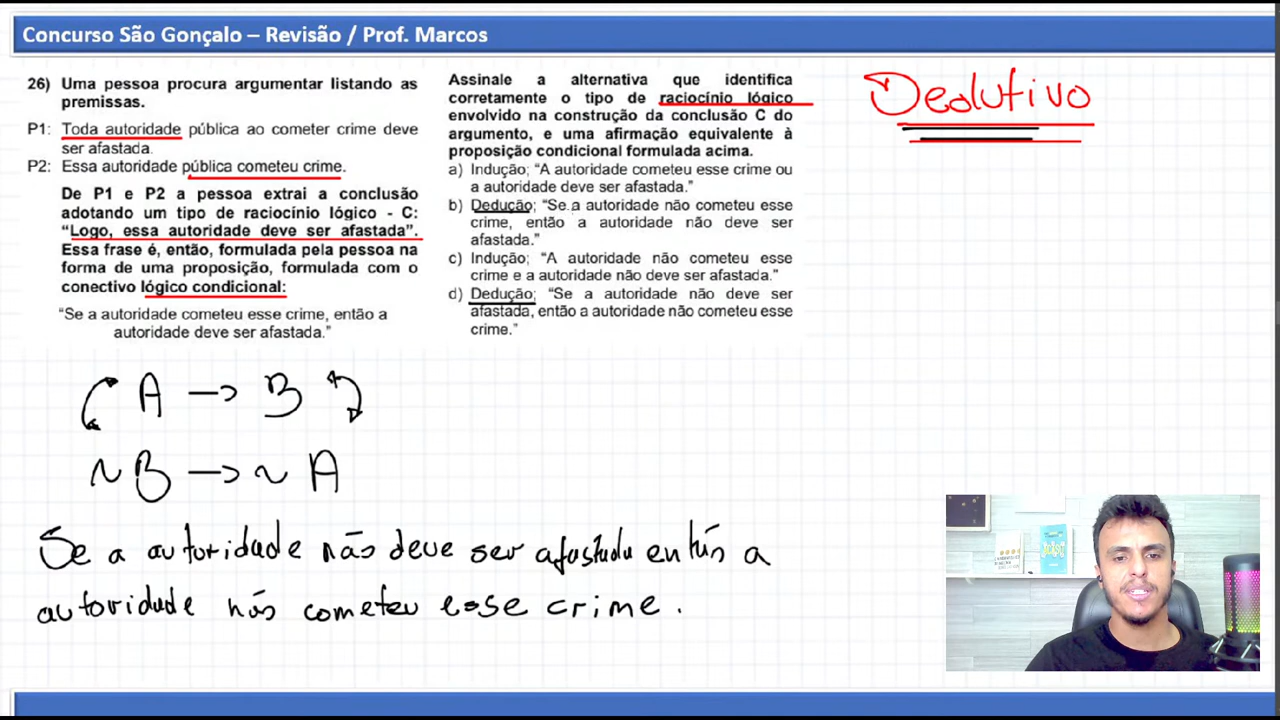 Concurso São Gonçalo – Revisão / Prof. Marcos
26) Uma pessoa procura argumentar listando as
premissas.
P1: Toda autoridade pública ao cometer crime deve
ser afastada.
P2: Essa autoridade pública cometeu crime.
De P1 e P2 a pessoa extrai a conclusão
adotando um tipo de raciocínio lógico - C:
“Logo, essa autoridade deve ser afastada”.
Essa frase é, então, formulada pela pessoa na
forma de uma proposição, formulada com o
conectivo lógico condicional:
“Se a autoridade cometeu esse crime, então a
autoridade deve ser afastada.”
Assinale a alternativa que identifica
corretamente o tipo de raciocínio lógico
envolvido na construção da conclusão C do
argumento, e uma afirmação equivalente à
proposição condicional formulada acima.
a) Indução; “A autoridade cometeu esse crime ou
a autoridade deve ser afastada.”
b) Dedução; “Se a autoridade não cometeu esse
crime, então a autoridade não deve ser
afastada.”
c) Indução; “A autoridade não cometeu esse
crime e a autoridade não deve ser afastada.”
d) Dedução; “Se a autoridade não deve ser
afastada, então a autoridade não cometeu esse
crime.”
Dedutivo
A → B
~B → ~A
Se a autoridade não deve ser afastada então a
autoridade não cometeu esse crime.